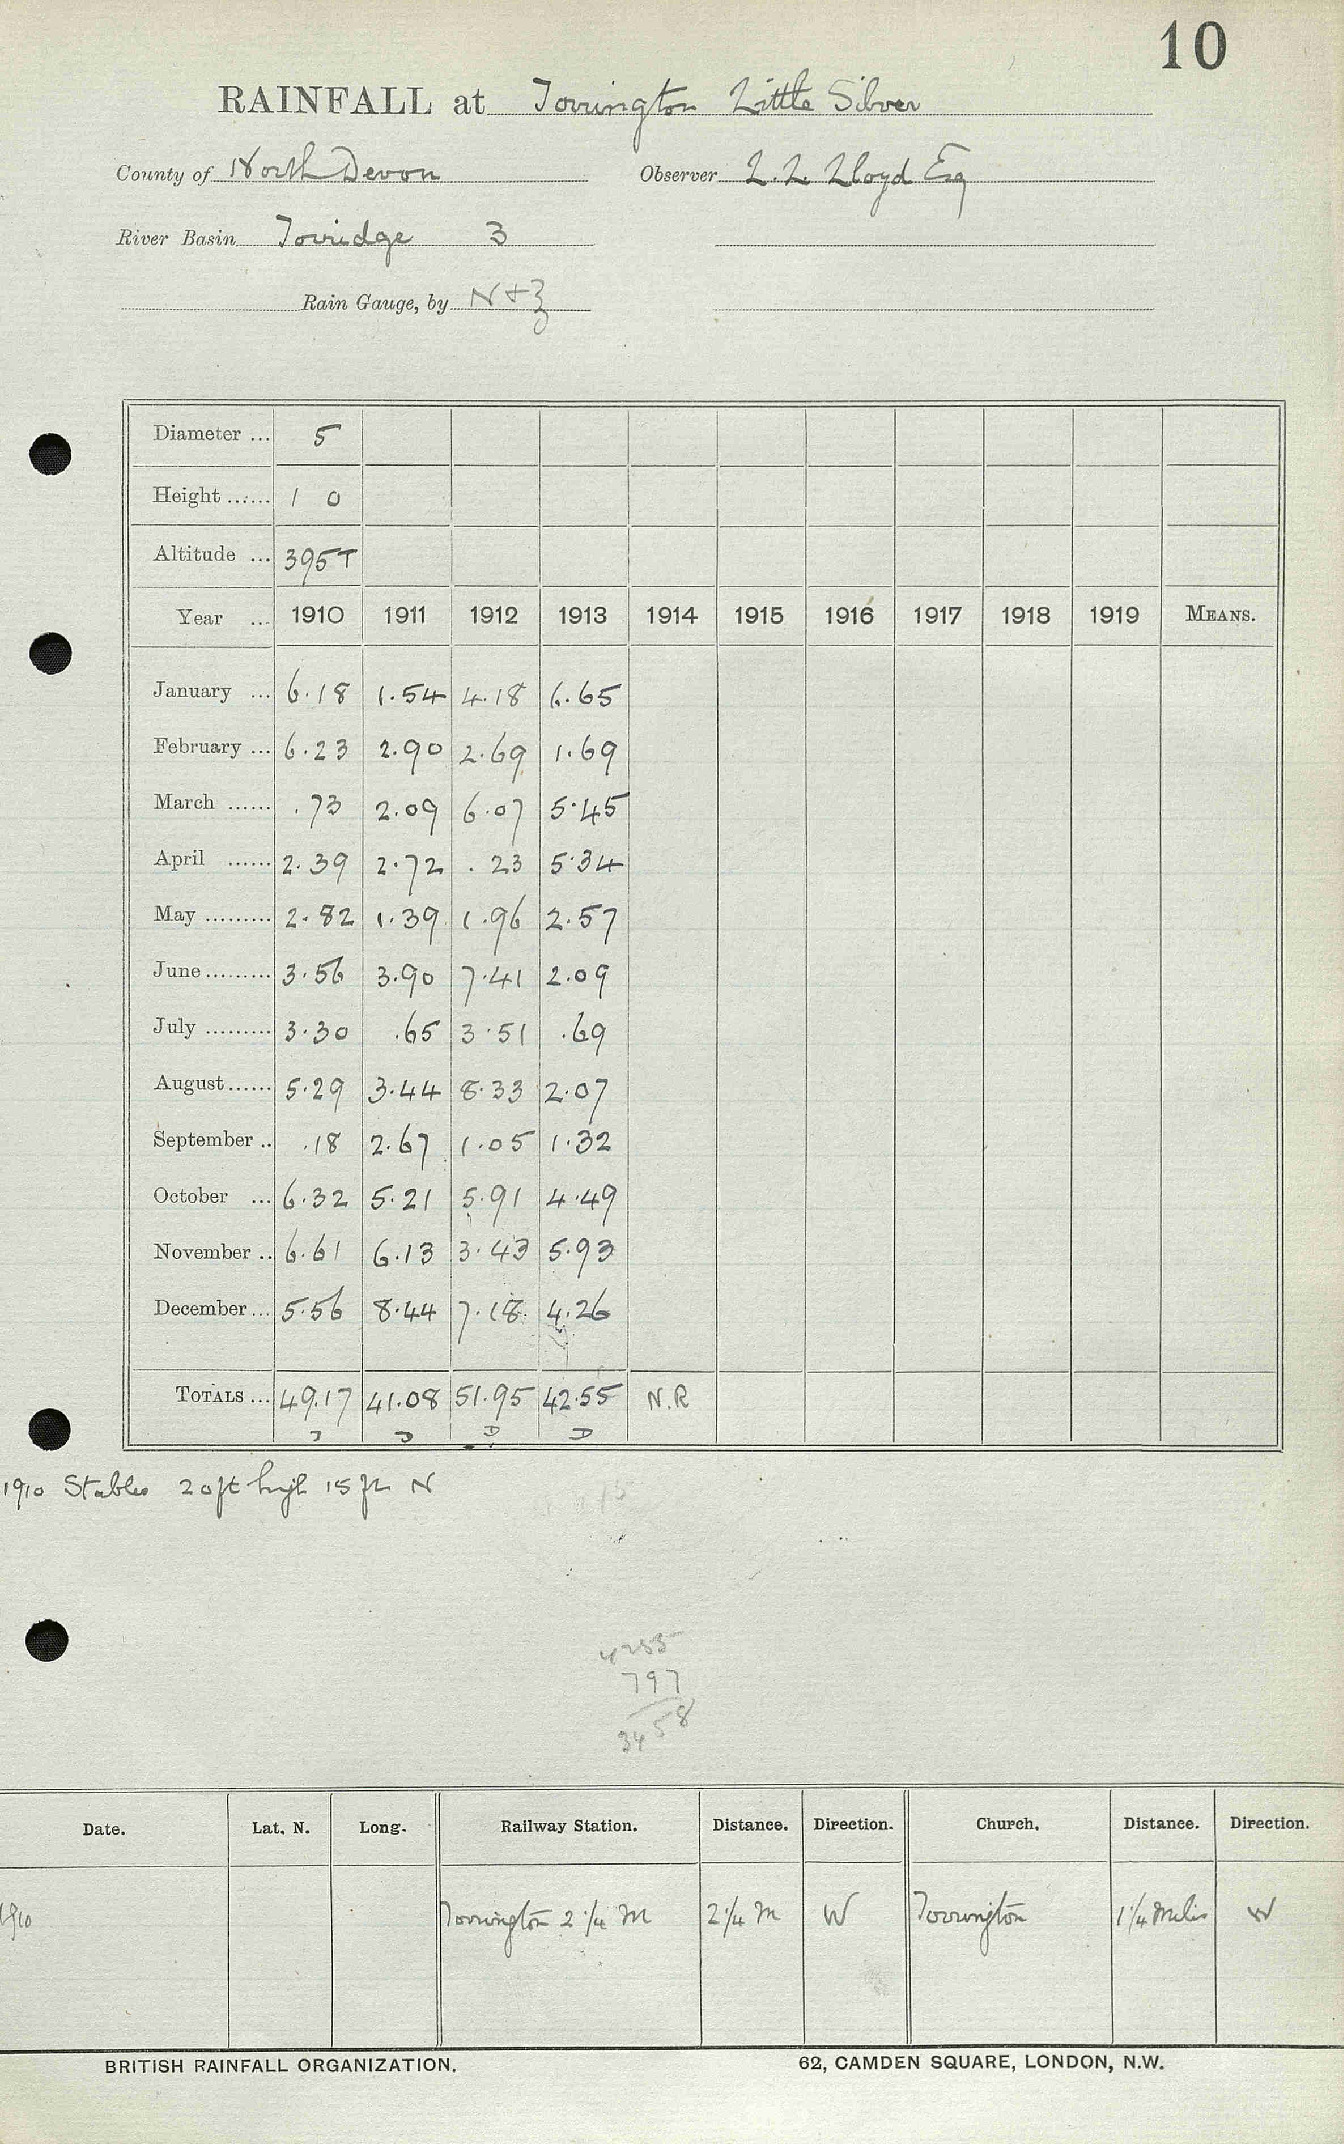 10
RAINFALL at Torrington Little Silver
County of North Devon Observer L. L. Lloyd Esq
River Basin Torridge 3
Rain Gauge, by N + Z
Diameter ... 5
Height ...... 1 0
Altitude ... 395 T
Year ... 1910 1911 1912 1913 1914 1915 1916 1917 1918 1919 MEANS.
January ... 6.18 1.54 4.18 6.65
February ... 6.23 2.90 2.69 1.69
March ...... .73 2.09 6.07 5.45
April ...... 2.39 2.72 .23 5.34
May ......... 2.82 1.39 1.96 2.57
June ......... 3.56 3.90 7.41 2.09
July ......... 3.30 .65 3.51 .69
August ...... 5.29 3.44 8.33 2.07
September .. .18 2.67 1.05 1.32
October ... 6.32 5.21 5.91 4.49
November .. 6.61 6.13 3.43 5.93
December ... 5.56 8.44 7.18 4.26
TOTALS ... 49.17 41.08 51.95 42.55 N.R
D D D
1910 Stables 20ft high 15 ft N
4255
797
3458
Date. Lat. N. Long. Railway Station. Distance. Direction. Church. Distance. Direction.
1910 Torrington 2 1/4 M 2 1/4 M W Torrington 1 1/4 Miles W
BRITISH RAINFALL ORGANIZATION. 62, CAMDEN SQUARE, LONDON, N.W.